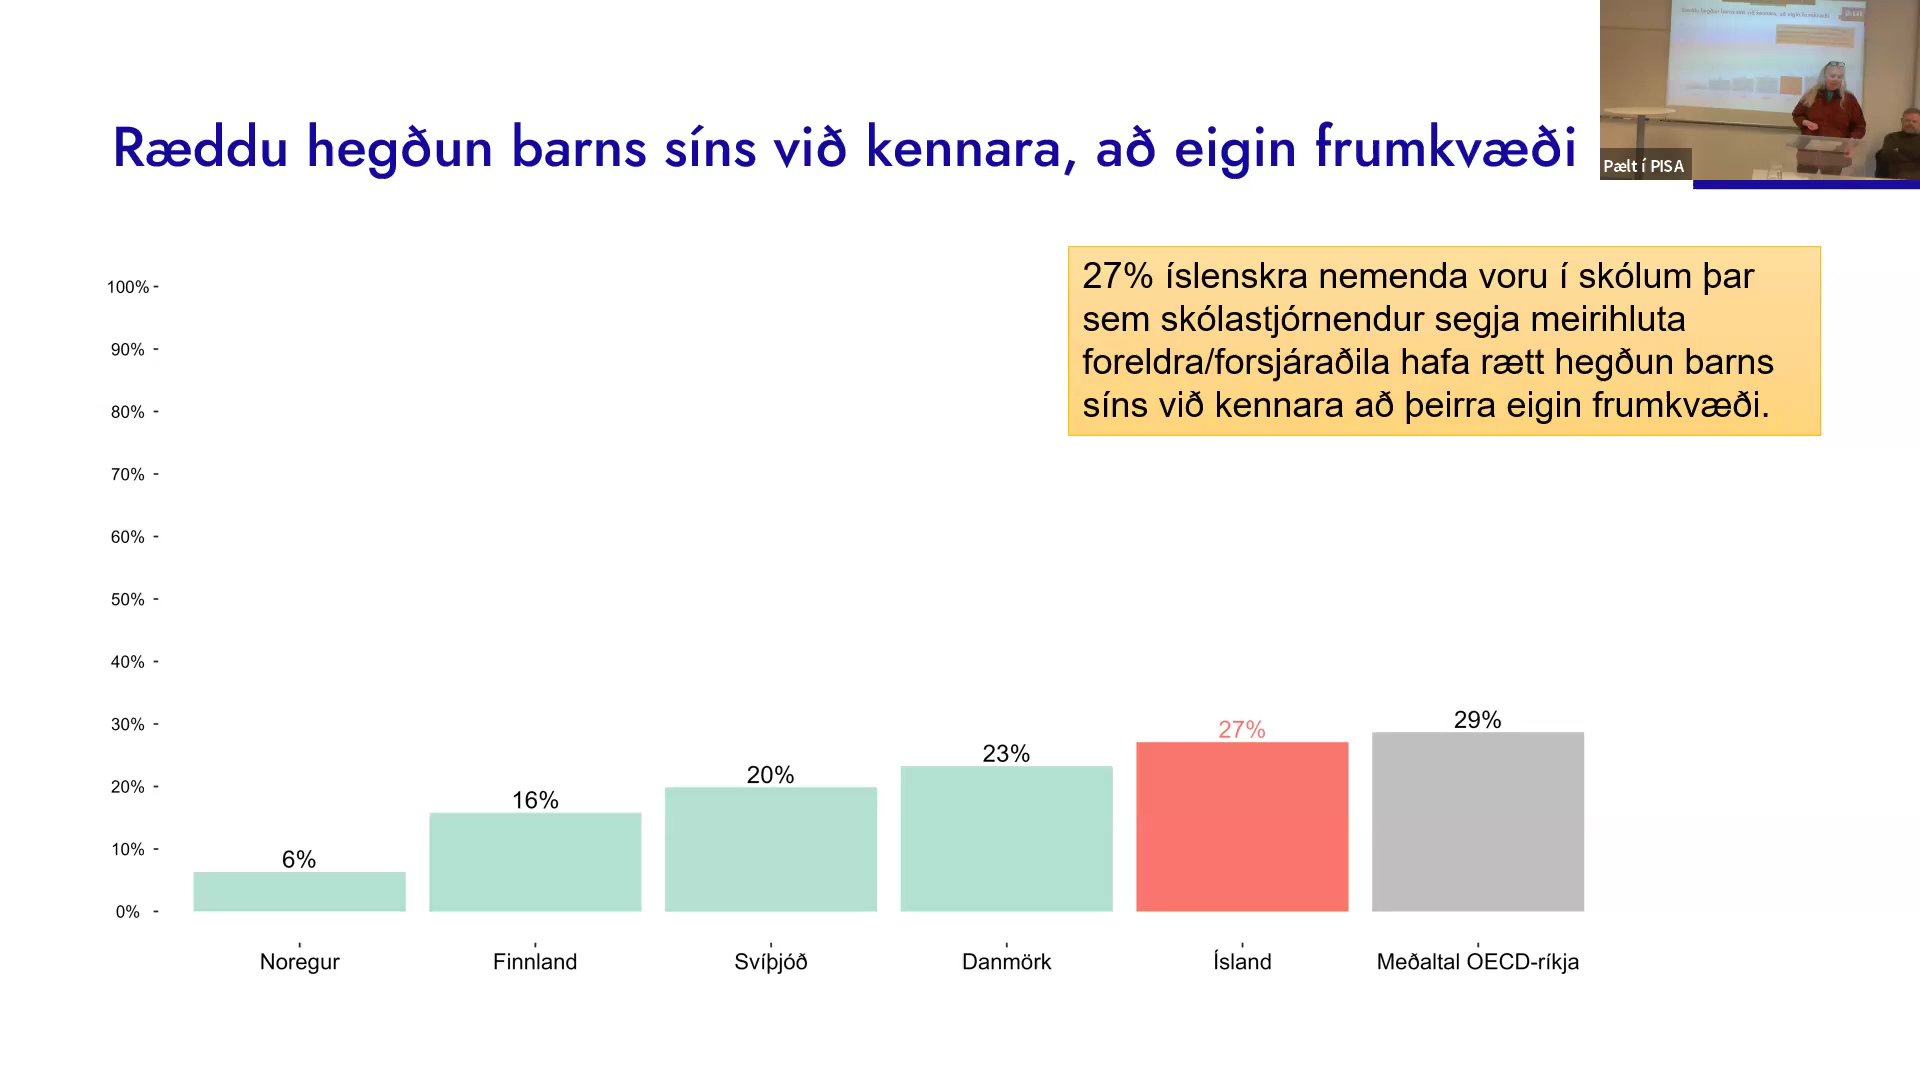 Ræddu hegðun barns síns við kennara, að eigin frumkvæði
Pælt í PISA
27% íslenskra nemenda voru í skólum þar
sem skólastjórnendur segja meirihluta
foreldra/forsjáraðila hafa rætt hegðun barns
síns við kennara að þeirra eigin frumkvæði.
100%
90%
80%
70%
60%
50%
40%
30%
20%
10%
0%
6%
16%
20%
23%
27%
29%
Noregur
Finnland
Svíþjóð
Danmörk
Ísland
Meðaltal OECD-ríkja